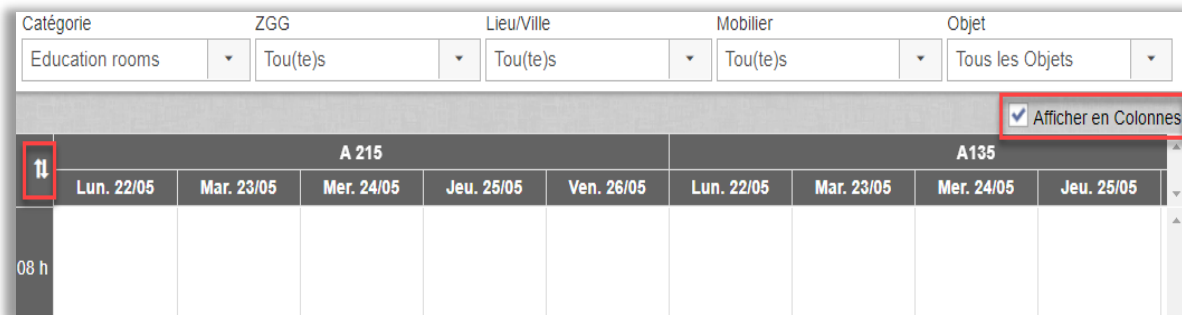 Catégorie ZGG Lieu/Ville Mobilier Objet
Education rooms Tou(te)s Tou(te)s Tou(te)s Tous les Objets
Afficher en Colonnes
A 215 A135
Lun. 22/05 Mar. 23/05 Mer. 24/05 Jeu. 25/05 Ven. 26/05 Lun. 22/05 Mar. 23/05 Mer. 24/05 Jeu. 25/05
08 h